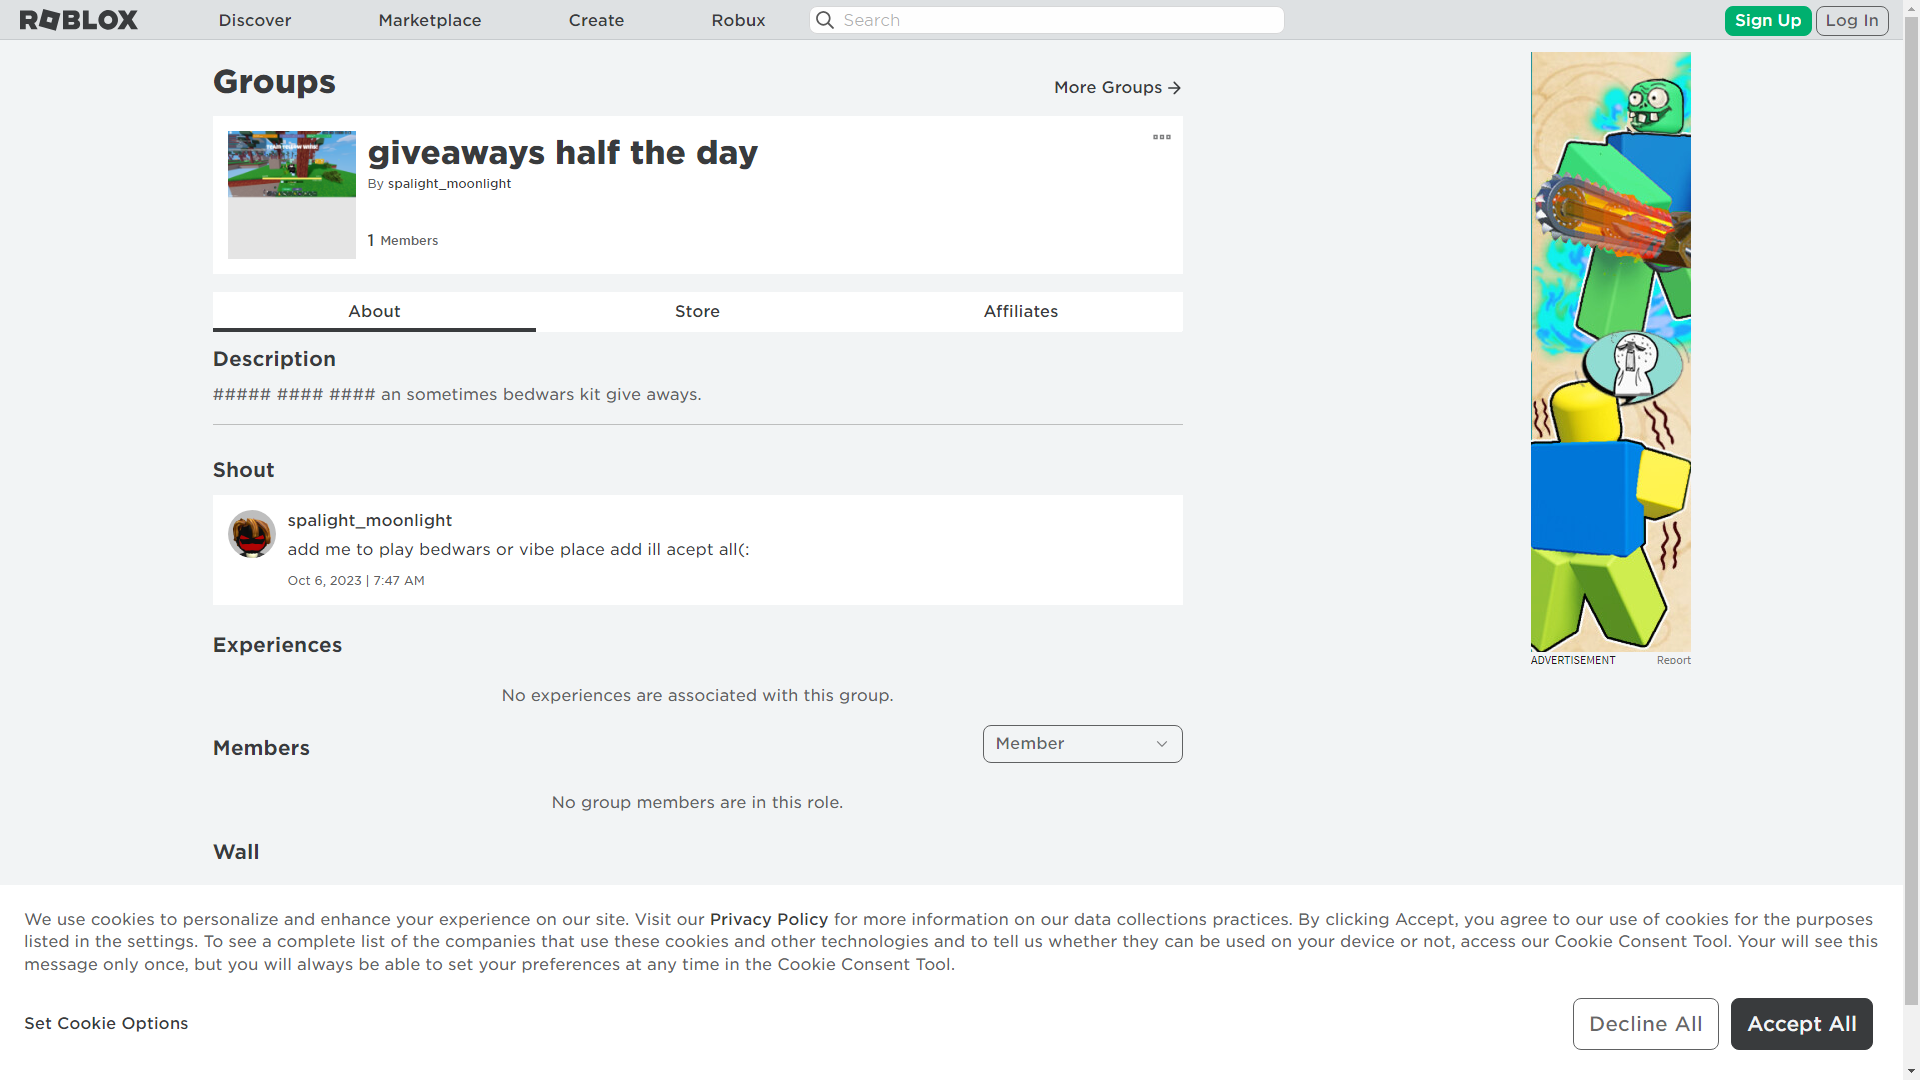 ROBLOX
Discover
Marketplace
Create
Robux
Search
Sign Up
Log In
Groups
More Groups
giveaways half the day
By spalight_moonlight
1 Members
About
Store
Affiliates
Description
##### #### #### an sometimes bedwars kit give aways.
Shout
spalight_moonlight
add me to play bedwars or vibe place add ill acept all(:
Oct 6, 2023 | 7:47 AM
Experiences
No experiences are associated with this group.
Members
Member
No group members are in this role.
Wall
ADVERTISEMENT
Report
We use cookies to personalize and enhance your experience on our site. Visit our Privacy Policy for more information on our data collections practices. By clicking Accept, you agree to our use of cookies for the purposes
listed in the settings. To see a complete list of the companies that use these cookies and other technologies and to tell us whether they can be used on your device or not, access our Cookie Consent Tool. Your will see this
message only once, but you will always be able to set your preferences at any time in the Cookie Consent Tool.
Set Cookie Options
Decline All
Accept All